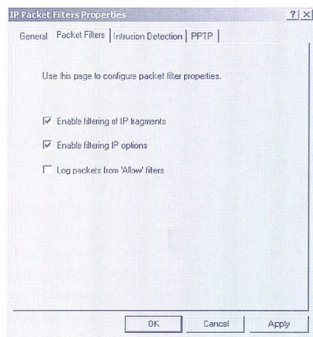 IP Packet Filters Properties
General Packet Filters Intrusion Detection PPTP
Use this page to configure packet filter properties.
Enable filtering of IP fragments
Enable filtering IP options
Log packets from 'Allow' filters
OK Cancel Apply